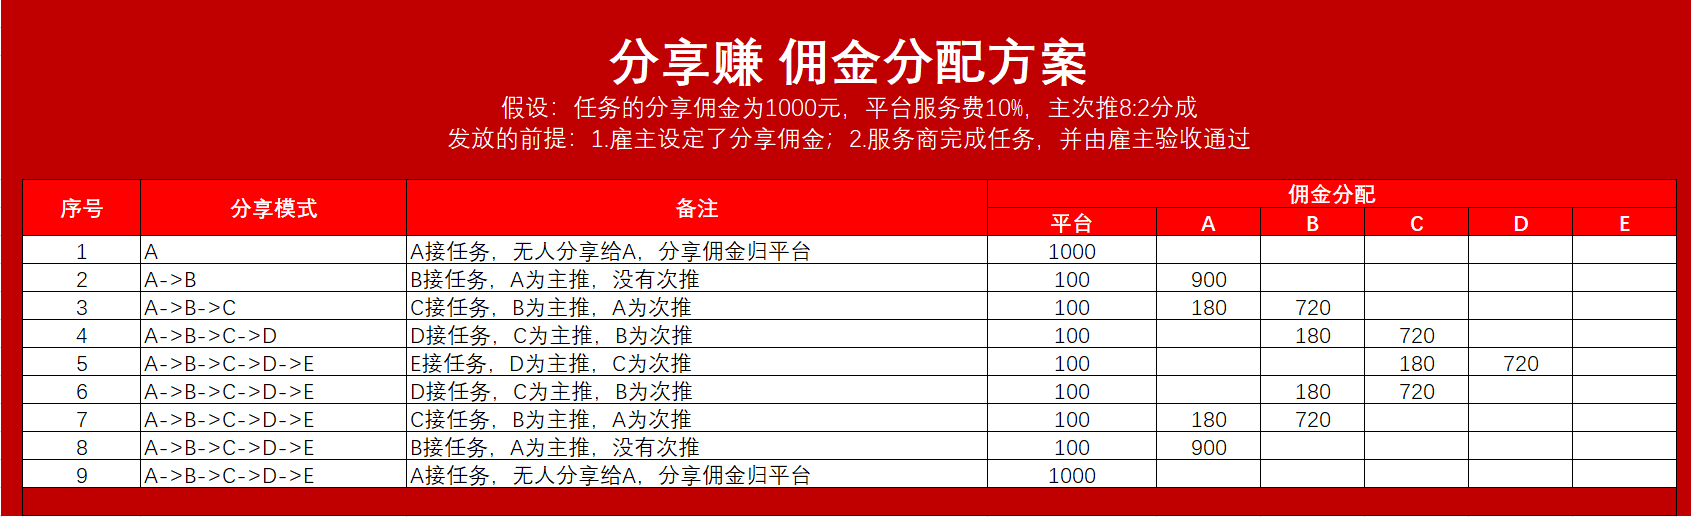 分享赚 佣金分配方案
假设：任务的分享佣金为1000元，平台服务费10%，主次推8:2分成
发放的前提：1.雇主设定了分享佣金；2.服务商完成任务，并由雇主验收通过
序号 分享模式 备注 佣金分配
平台 A B C D E
1 A A接任务，无人分享给A，分享佣金归平台 1000
2 A->B B接任务，A为主推，没有次推 100 900
3 A->B->C C接任务，B为主推，A为次推 100 180 720
4 A->B->C->D D接任务，C为主推，B为次推 100 180 720
5 A->B->C->D->E E接任务，D为主推，C为次推 100 180 720
6 A->B->C->D->E D接任务，C为主推，B为次推 100 180 720
7 A->B->C->D->E C接任务，B为主推，A为次推 100 180 720
8 A->B->C->D->E B接任务，A为主推，没有次推 100 900
9 A->B->C->D->E A接任务，无人分享给A，分享佣金归平台 1000